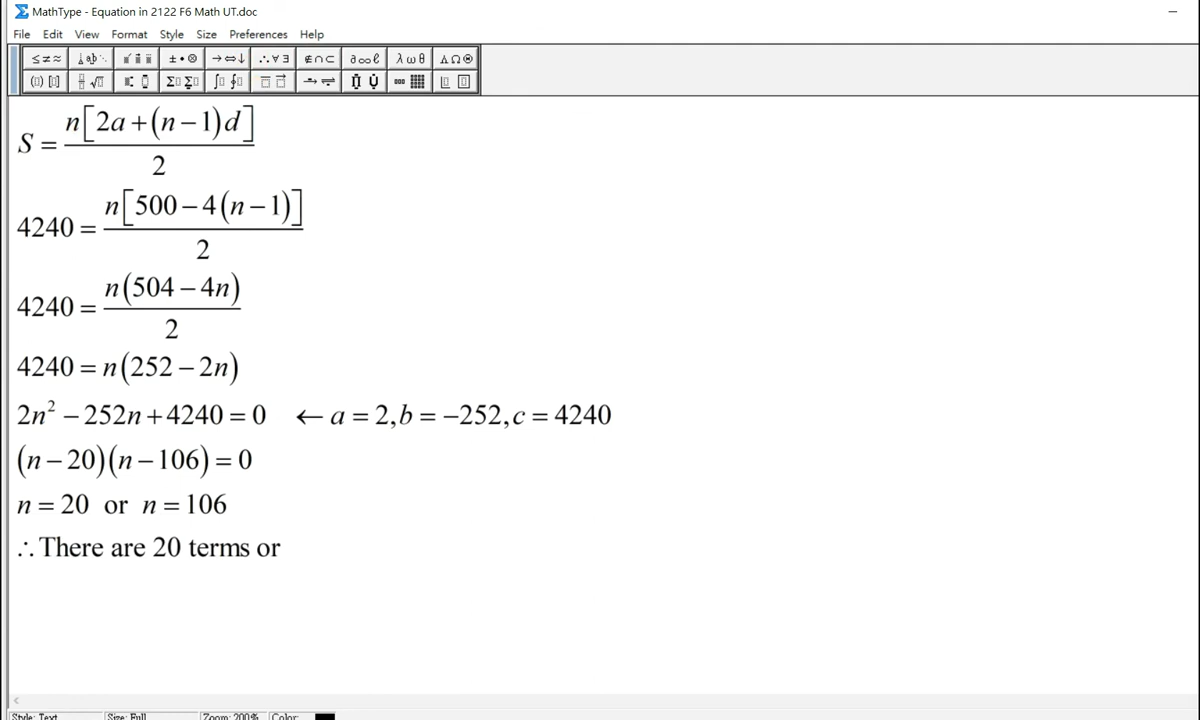 MathType - Equation in 2122 F6 Math UT.doc
File Edit View Format Style Size Preferences Help
≤≠≈ ±•⊗ →⇔↓ ∴∀∃ ∉∩⊂ ∂∞ℓ λωθ ΛΩ⊛
S = n[2a+(n−1)d]/2
4240 = n[500−4(n−1)]/2
4240 = n(504−4n)/2
4240 = n(252−2n)
2n² −252n+4240 = 0 ← a = 2,b = −252,c = 4240
(n−20)(n−106) = 0
n = 20 or n = 106
∴There are 20 terms or
Style: Text Size: Full Zoom: 200% Color: